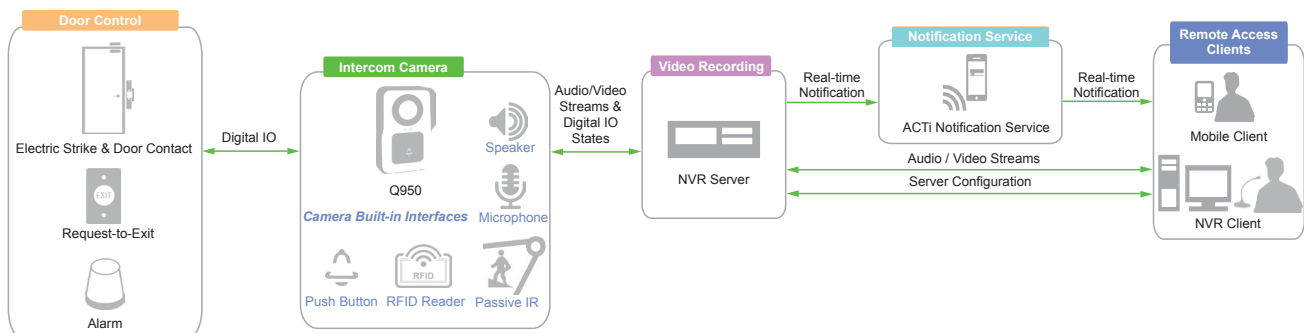 Door Control
Electric Strike & Door Contact
EXIT
Request-to-Exit
Alarm
Digital IO
Intercom Camera
Q950
Speaker
Camera Built-in Interfaces
Microphone
RFID
Push Button
RFID Reader
Passive IR
Audio/Video
Streams &
Digital IO
States
Video Recording
NVR Server
Real-time
Notification
Notification Service
ACTi Notification Service
Real-time
Notification
Audio / Video Streams
Server Configuration
Remote Access
Clients
Mobile Client
NVR Client